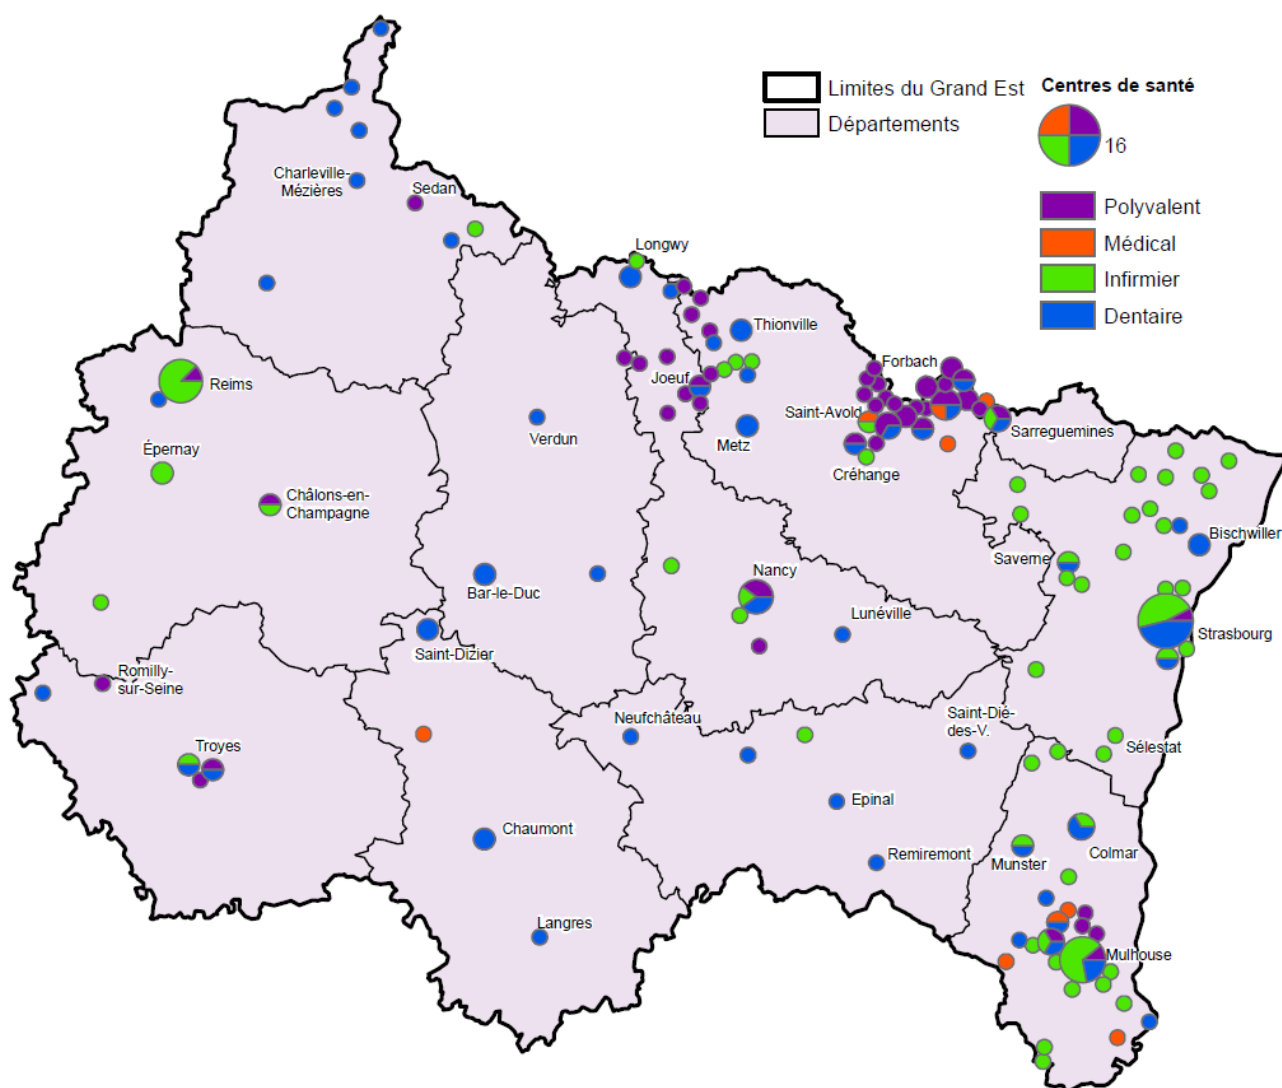 Limites du Grand Est
Départements
Centres de santé
16
Polyvalent
Médical
Infirmier
Dentaire
Charleville-
Mézières
Sedan
Longwy
Thionville
Forbach
Reims
Joeuf
Saint-Avold
Sarreguemines
Verdun
Metz
Épernay
Créhange
Châlons-en-
Champagne
Bischwiller
Saverne
Nancy
Bar-le-Duc
Lunéville
Strasbourg
Saint-Dizier
Romilly-
sur-Seine
Neufchâteau
Saint-Dié-
des-V.
Troyes
Sélestat
Epinal
Chaumont
Remiremont
Munster
Colmar
Langres
Mulhouse